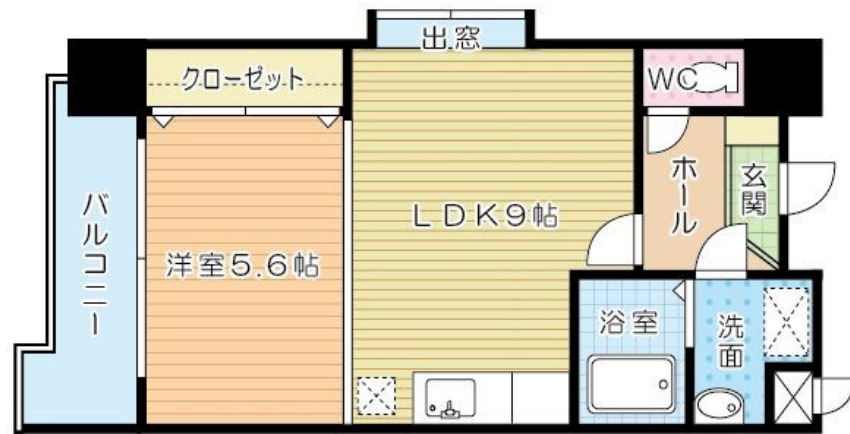 出窓
クローゼット
WC
バルコニー
洋室5.6帖
LDK9帖
ホール
玄関
浴室
洗面